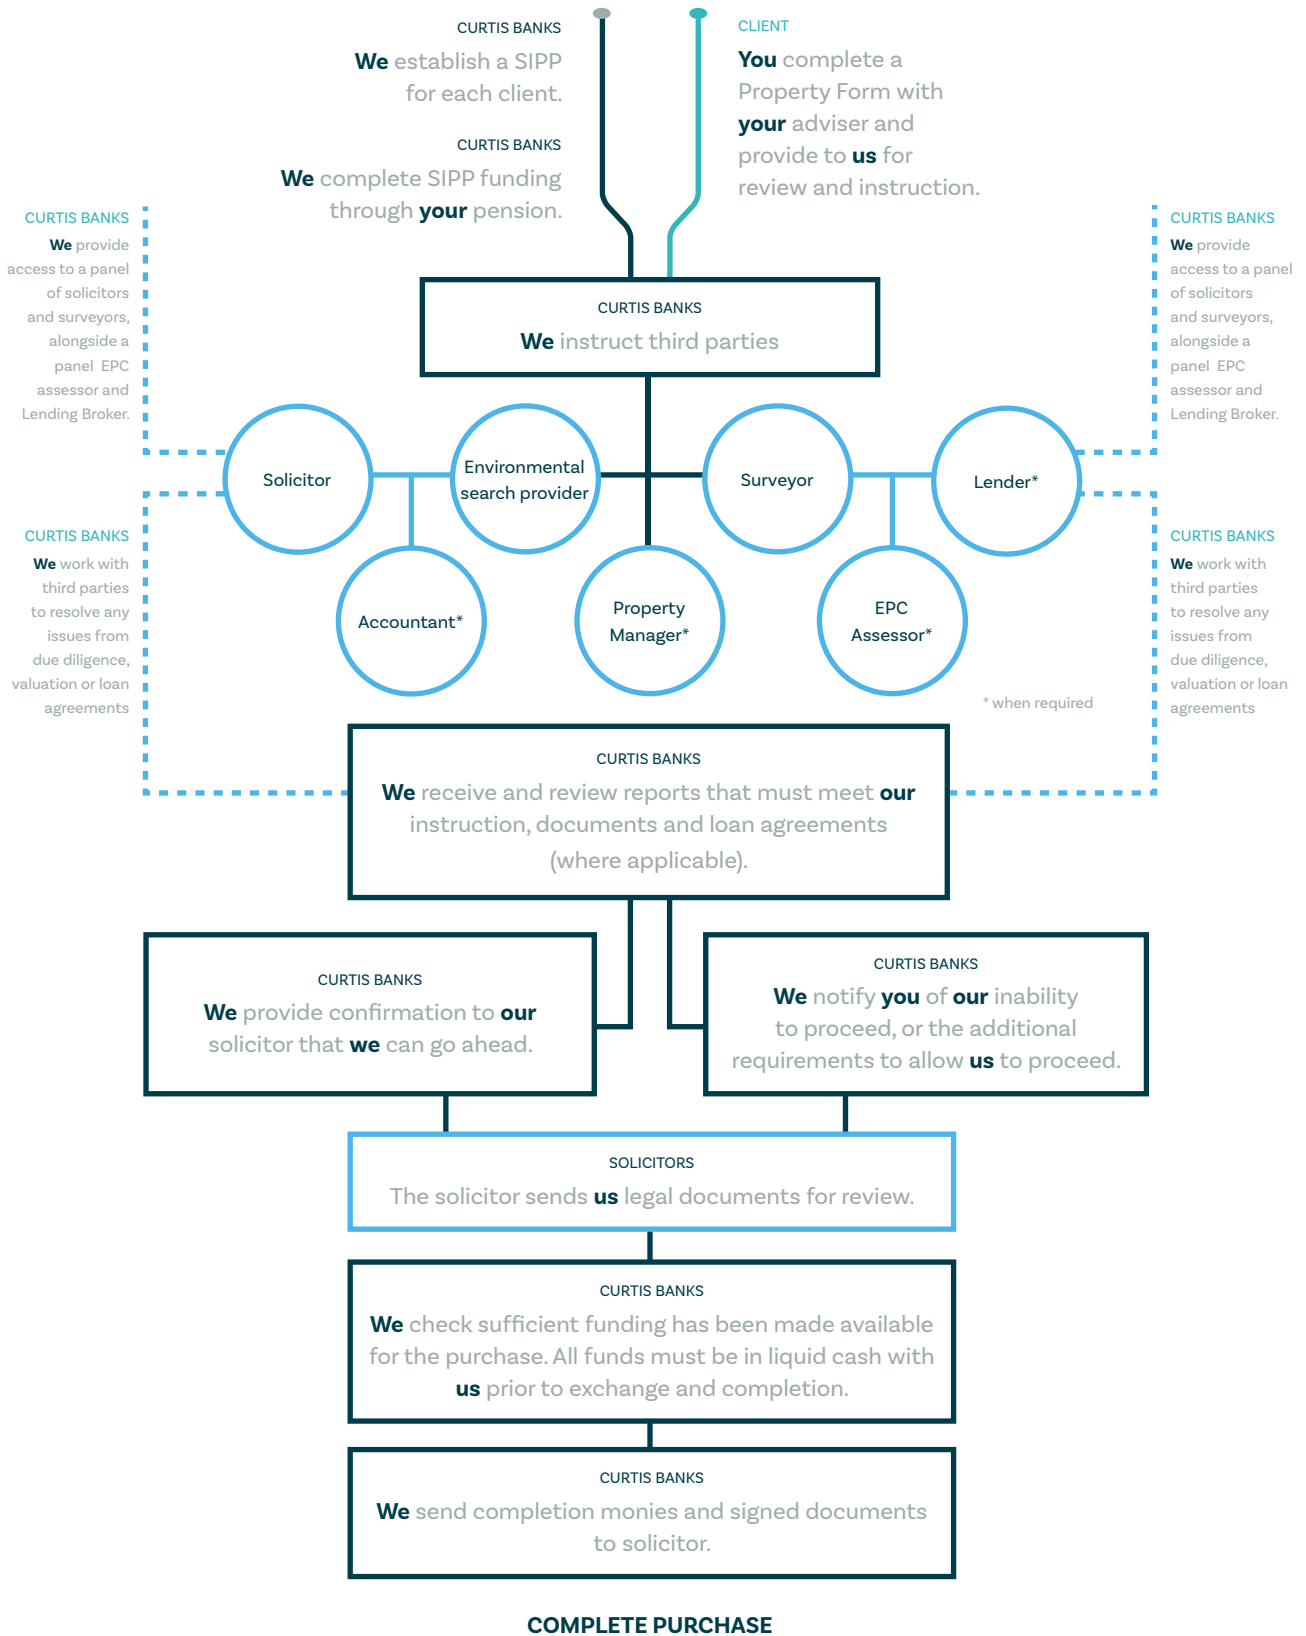 CURTIS BANKS
We establish a SIPP
for each client.
CURTIS BANKS
We complete SIPP funding
through your pension.
CLIENT
You complete a
Property Form with
your adviser and
provide to us for
review and instruction.
CURTIS BANKS
We provide
access to a panel
of solicitors
and surveyors,
alongside a
panel EPC
assessor and
Lending Broker.
CURTIS BANKS
We instruct third parties
CURTIS BANKS
We provide
access to a panel
of solicitors
and surveyors,
alongside a
panel EPC
assessor and
Lending Broker.
Solicitor
Environmental
search provider
Surveyor
Lender*
CURTIS BANKS
We work with
third parties
to resolve any
issues from
due diligence,
valuation or loan
agreements
Accountant*
Property
Manager*
EPC
Assessor*
CURTIS BANKS
We work with
third parties
to resolve any
issues from
due diligence,
valuation or loan
agreements
* when required
CURTIS BANKS
We receive and review reports that must meet our
instruction, documents and loan agreements
(where applicable).
CURTIS BANKS
We provide confirmation to our
solicitor that we can go ahead.
CURTIS BANKS
We notify you of our inability
to proceed, or the additional
requirements to allow us to proceed.
SOLICITORS
The solicitor sends us legal documents for review.
CURTIS BANKS
We check sufficient funding has been made available
for the purchase. All funds must be in liquid cash with
us prior to exchange and completion.
CURTIS BANKS
We send completion monies and signed documents
to solicitor.
COMPLETE PURCHASE